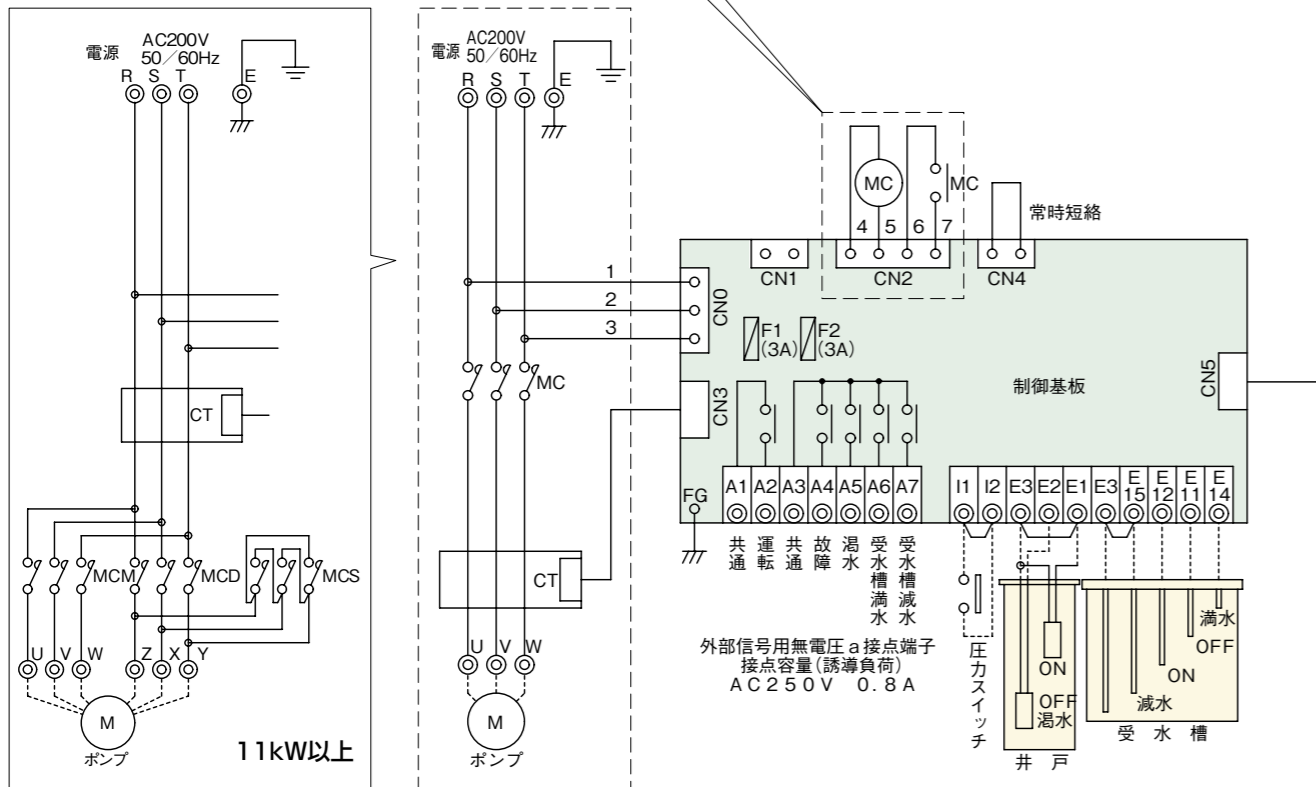 電源 AC200V
50/60Hz
R S T E
CT
MCM MCD MCS
U V W Z X Y
M
ポンプ
11kW以上
電源 AC200V
50/60Hz
R S T E
1
2
3
MC
CT
U V W
M
ポンプ
MC
MC
4 5 6 7
常時短絡
CN1 CN2 CN4
CN0
F1
(3A)
F2
(3A)
CN3
制御基板
CN5
FG
A1 A2 A3 A4 A5 A6 A7
I1 I2 E3 E2 E1 E3 E15 E12 E11 E14
共通
運転
共通
故障
渇水
受水槽満水
受水槽減水
外部信号用無電圧a接点端子
接点容量(誘導負荷)
AC250V 0.8A
圧力スイッチ
ON
OFF
渇水
井戸
満水
OFF
ON
減水
受水槽